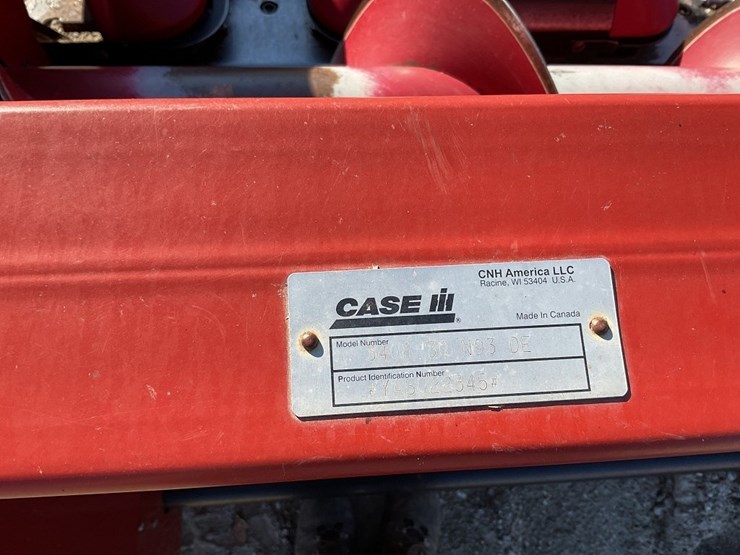 CNH America LLC
Racine, WI 53404 U.S.A.
CASE IH
Made In Canada
Model Number
Product Identification Number